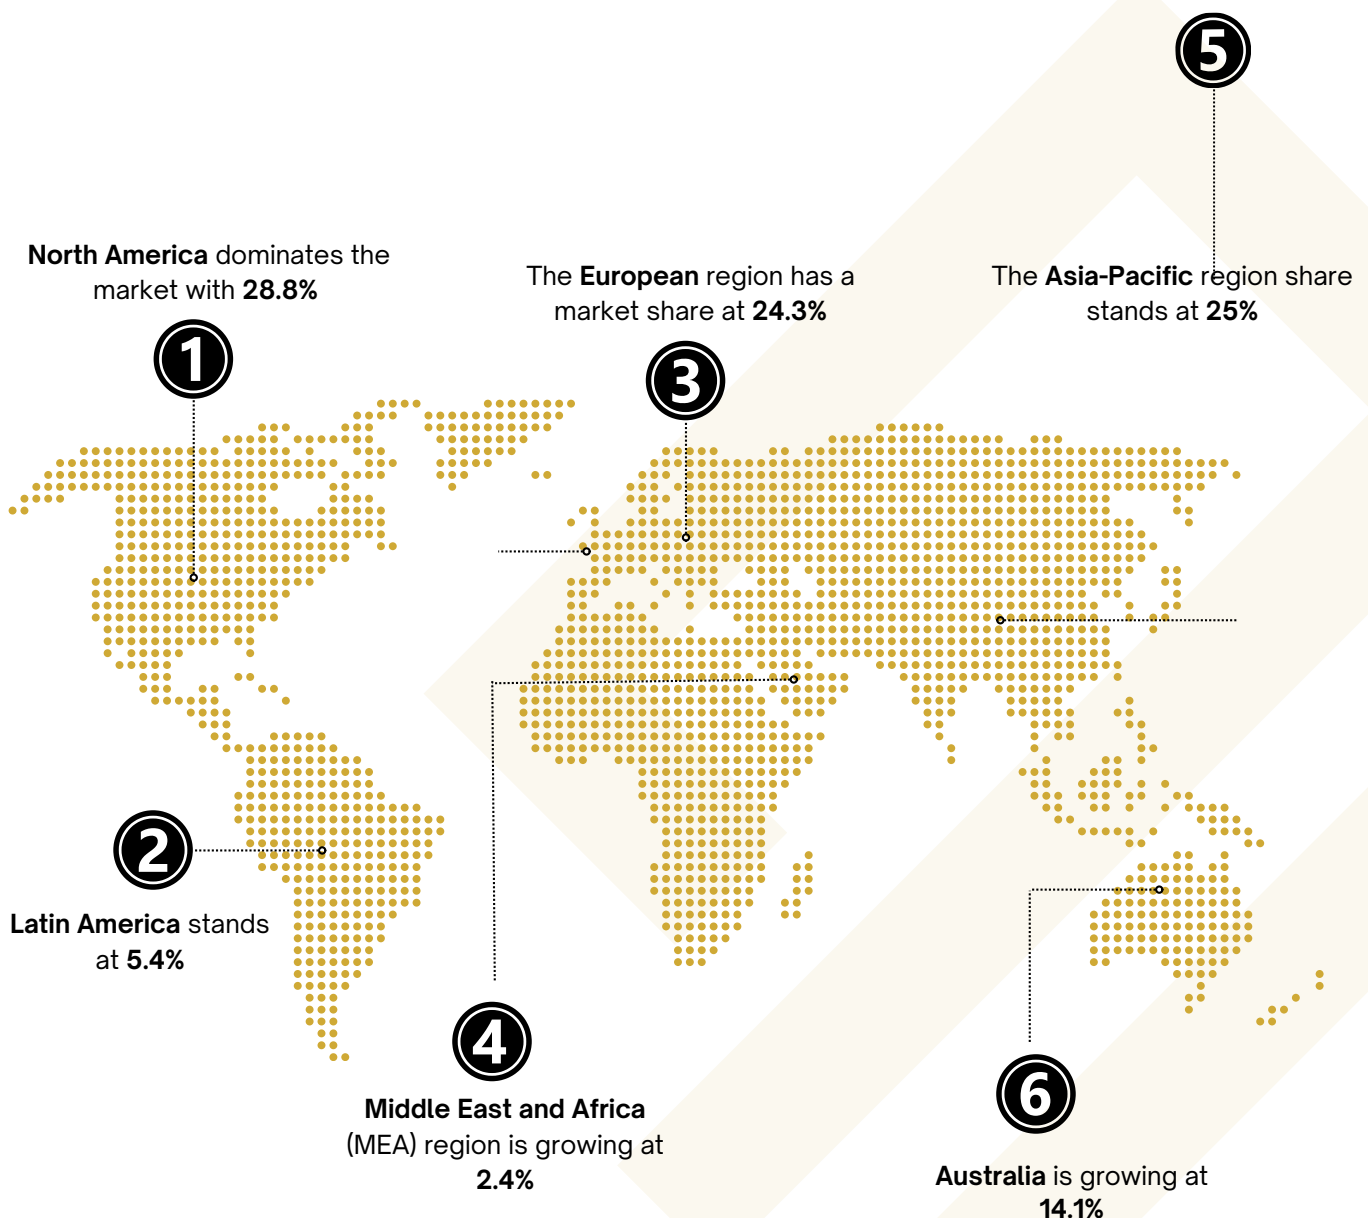 5
North America dominates the
market with 28.8%
The European region has a
market share at 24.3%
The Asia-Pacific region share
stands at 25%
1
3
2
Latin America stands
at 5.4%
4
Middle East and Africa
(MEA) region is growing at
2.4%
6
Australia is growing at
14.1%